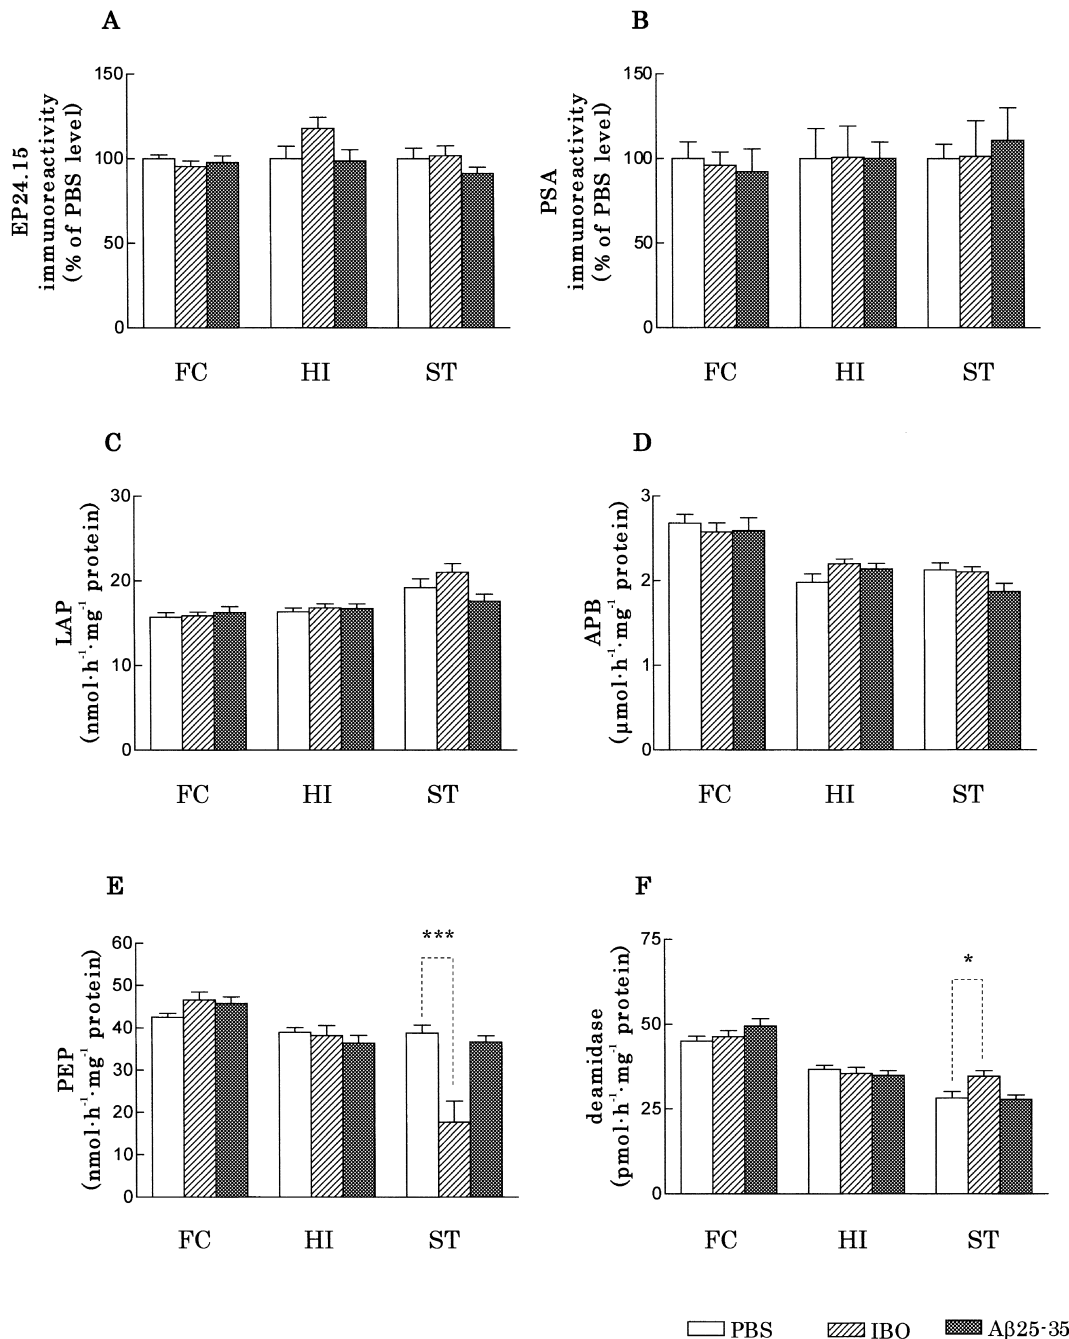 A
EP24.15
immunoreactivity
(% of PBS level)
150
100
50
0
FC HI ST
B
PSA
immunoreactivity
(% of PBS level)
150
100
50
0
FC HI ST
C
LAP
(nmol·h⁻¹·mg⁻¹ protein)
30
20
10
0
FC HI ST
D
APB
(µmol·h⁻¹·mg⁻¹ protein)
3
2
1
0
FC HI ST
E
PEP
(nmol·h⁻¹·mg⁻¹ protein)
60
50
40
30
20
10
0
***
FC HI ST
F
deamidase
(pmol·h⁻¹·mg⁻¹ protein)
75
50
25
0
*
FC HI ST
PBS IBO Aβ25-35